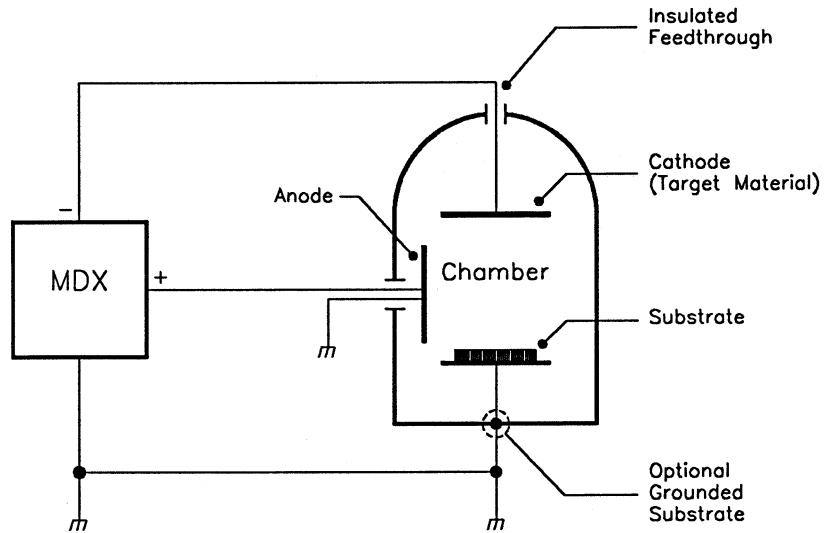 Insulated
Feedthrough
Cathode
(Target Material)
Anode
−
MDX
+
Chamber
Substrate
Optional
Grounded
Substrate